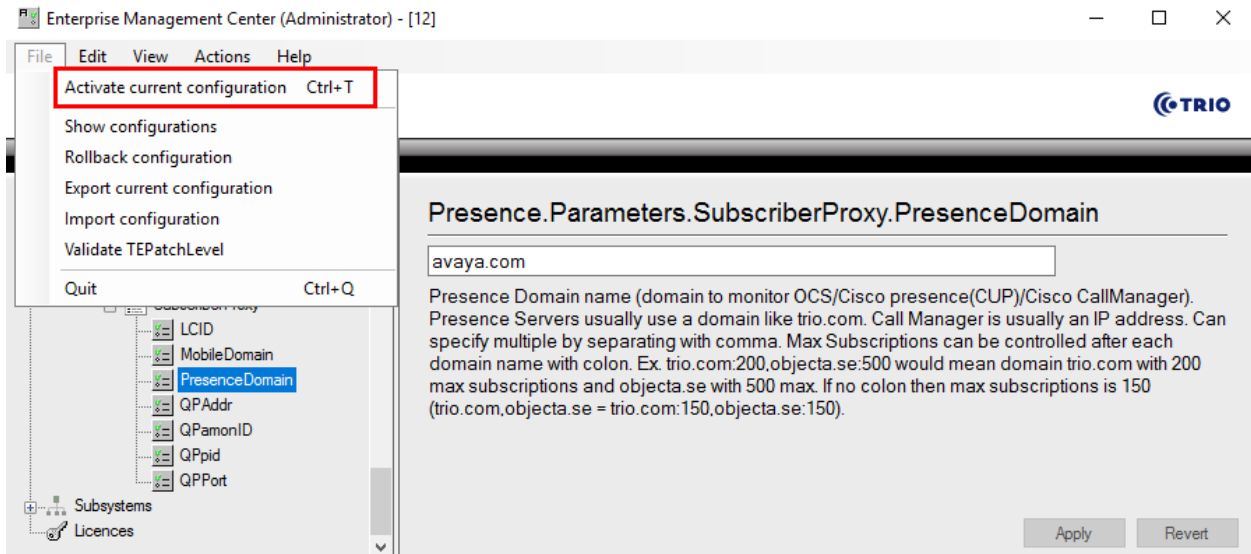 Enterprise Management Center (Administrator) - [12]
File Edit View Actions Help
Activate current configuration Ctrl+T
Show configurations
Rollback configuration
Export current configuration
Import configuration
Validate TEPatchLevel
Quit Ctrl+Q
TRIO
LCID
MobileDomain
PresenceDomain
QPAddr
QPamonID
QPpid
QPPort
Subsystems
Licences
Presence.Parameters.SubscriberProxy.PresenceDomain
avaya.com
Presence Domain name (domain to monitor OCS/Cisco presence(CUP)/Cisco CallManager).
Presence Servers usually use a domain like trio.com. Call Manager is usually an IP address. Can
specify multiple by separating with comma. Max Subscriptions can be controlled after each
domain name with colon. Ex. trio.com:200,objecta.se:500 would mean domain trio.com with 200
max subscriptions and objecta.se with 500 max. If no colon then max subscriptions is 150
(trio.com,objecta.se = trio.com:150,objecta.se:150).
Apply Revert